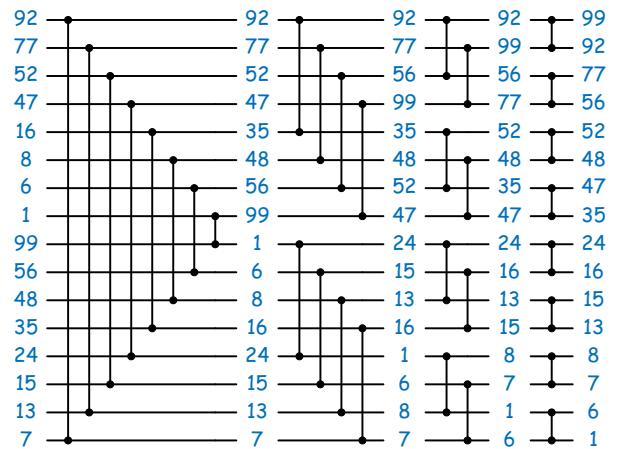 92 92 92 92 99
77 77 77 99 92
52 52 56 56 77
47 47 99 77 56
16 35 35 52 52
8 48 48 48 48
6 56 52 35 47
1 99 47 47 35
99 1 24 24 24
56 6 15 16 16
48 8 13 13 15
35 16 16 15 13
24 24 1 8 8
15 15 6 7 7
13 13 8 1 6
7 7 7 6 1